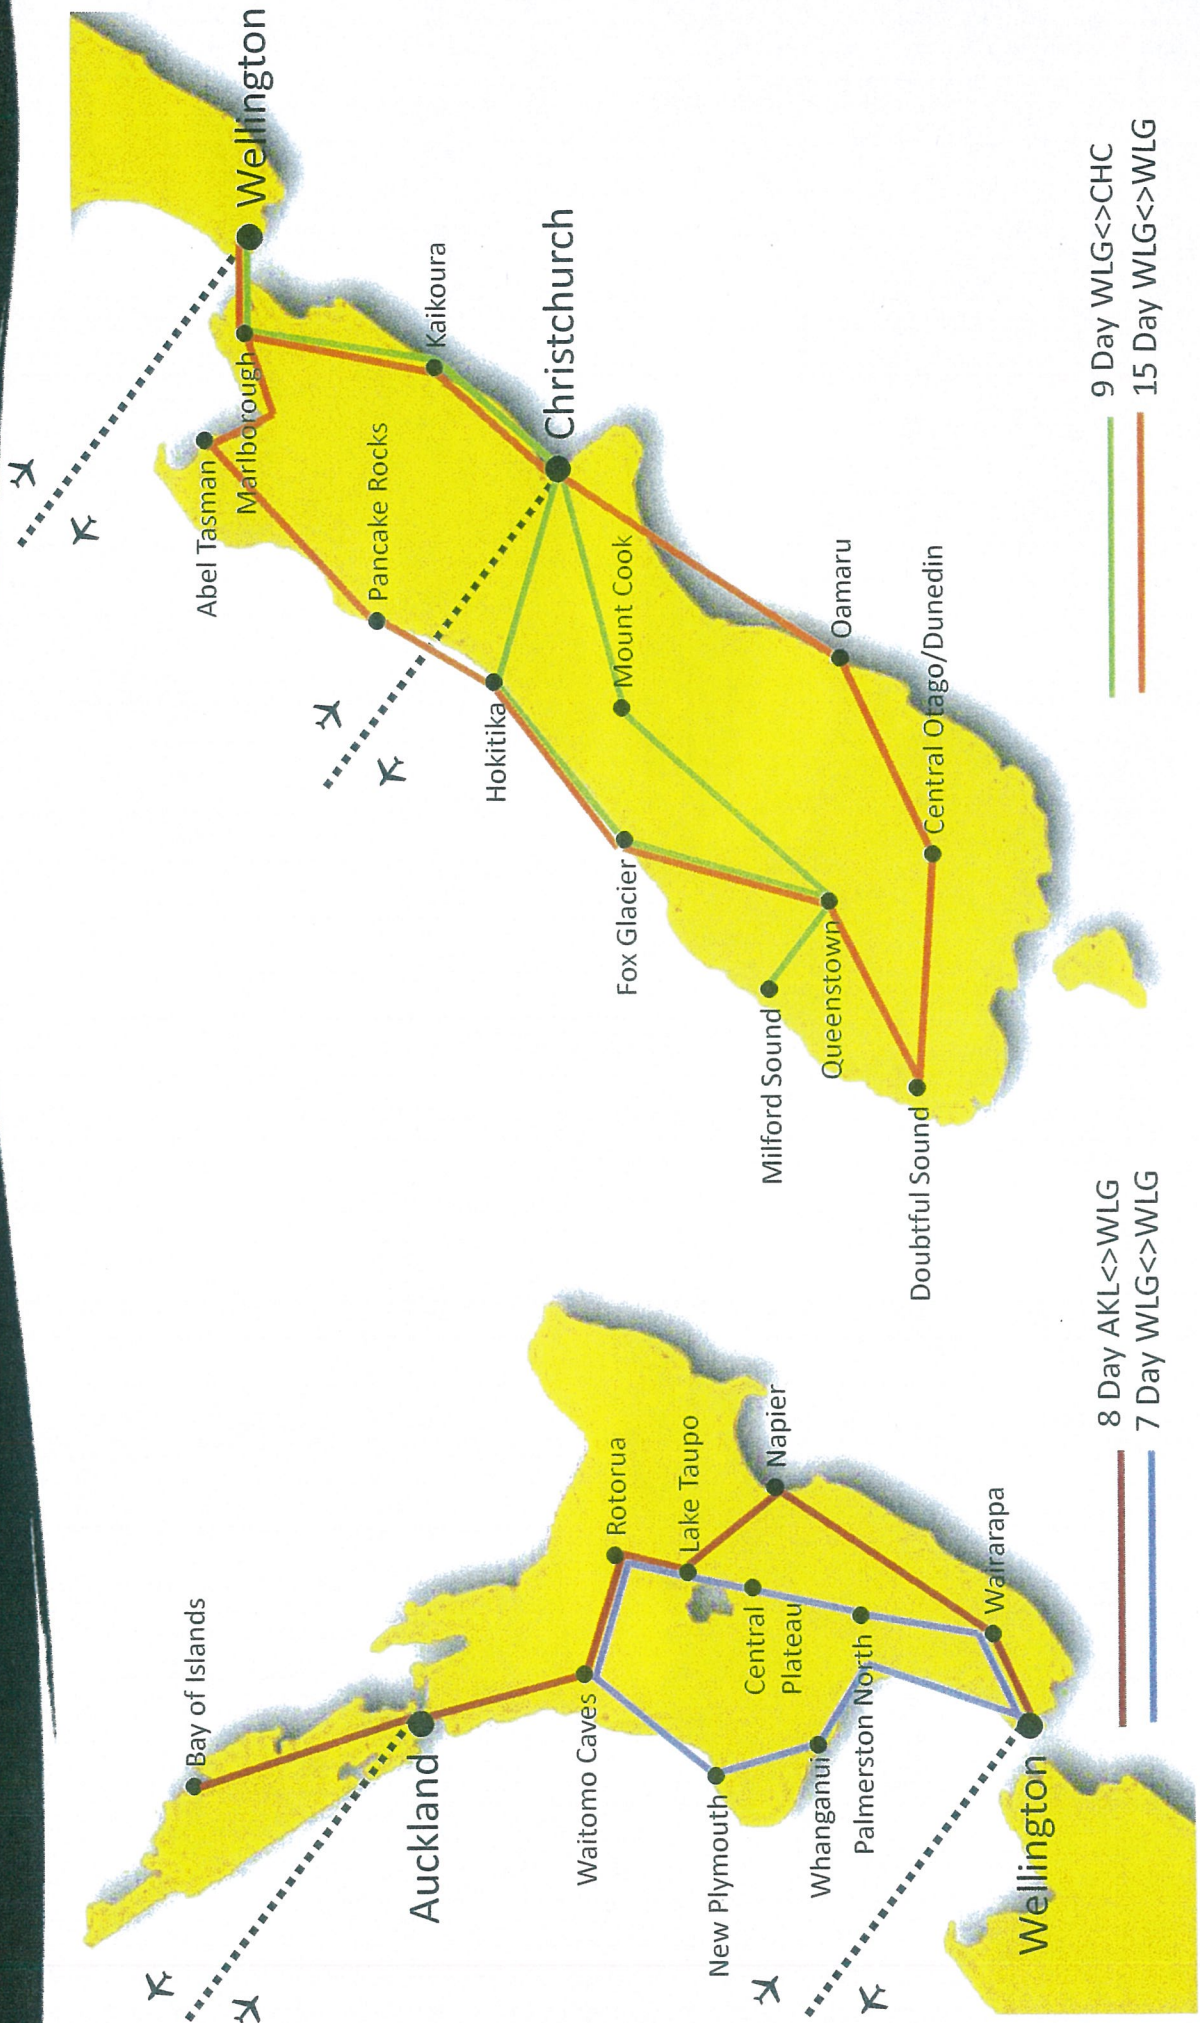 Bay of Islands
Auckland
Waitomo Caves
Rotorua
Lake Taupo
New Plymouth
Central
Plateau
Napier
Whanganui
Palmerston North
Wairarapa
Wellington
8 Day AKL<>WLG
7 Day WLG<>WLG
Wellington
Abel Tasman
Marlborough
Pancake Rocks
Kaikoura
Hokitika
Christchurch
Fox Glacier
Mount Cook
Milford Sound
Queenstown
Oamaru
Doubtful Sound
Central Otago/Dunedin
9 Day WLG<>CHC
15 Day WLG<>WLG